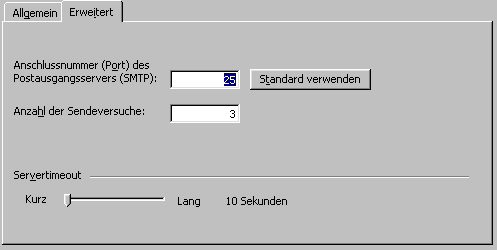 Allgemein Erweitert
Anschlussnummer (Port) des
Postausgangsservers (SMTP): 25 Standard verwenden
Anzahl der Sendeversuche: 3
Servertimeout
Kurz Lang 10 Sekunden